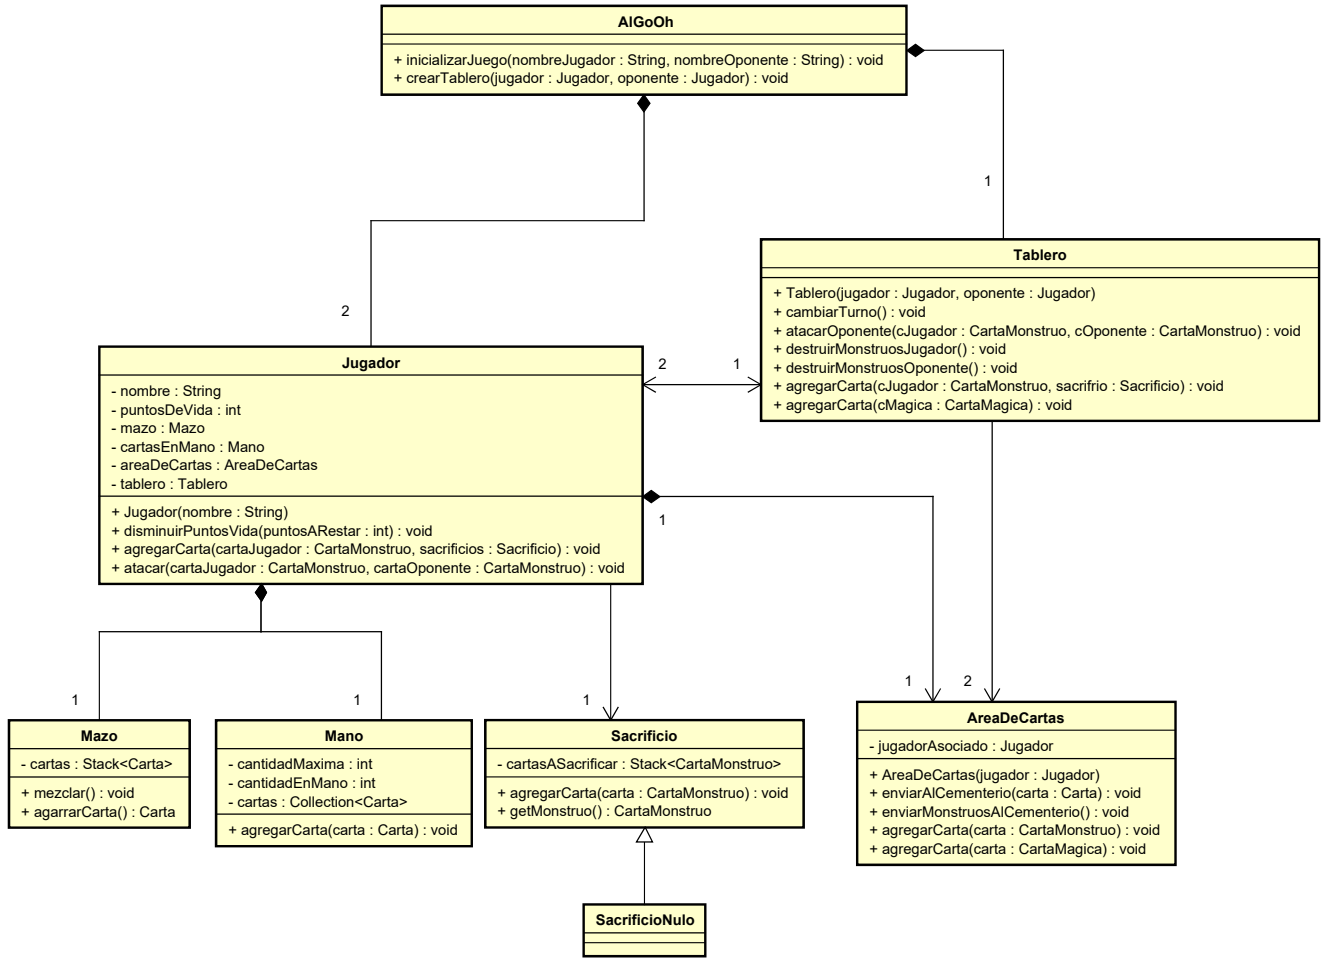 AlGoOh
+ inicializarJuego(nombreJugador : String, nombreOponente : String) : void
+ crearTablero(jugador : Jugador, oponente : Jugador) : void
1
Tablero
+ Tablero(jugador : Jugador, oponente : Jugador)
+ cambiarTurno() : void
+ atacarOponente(cJugador : CartaMonstruo, cOponente : CartaMonstruo) : void
+ destruirMonstruosJugador() : void
+ destruirMonstruosOponente() : void
+ agregarCarta(cJugador : CartaMonstruo, sacrifrio : Sacrificio) : void
+ agregarCarta(cMagica : CartaMagica) : void
2
Jugador
- nombre : String
- puntosDeVida : int
- mazo : Mazo
- cartasEnMano : Mano
- areaDeCartas : AreaDeCartas
- tablero : Tablero
+ Jugador(nombre : String)
+ disminuirPuntosVida(puntosARestar : int) : void
+ agregarCarta(cartaJugador : CartaMonstruo, sacrificios : Sacrificio) : void
+ atacar(cartaJugador : CartaMonstruo, cartaOponente : CartaMonstruo) : void
2 1
1
1 1 1 1 2
Mazo
- cartas : Stack<Carta>
+ mezclar() : void
+ agarrarCarta() : Carta
Mano
- cantidadMaxima : int
- cantidadEnMano : int
- cartas : Collection<Carta>
+ agregarCarta(carta : Carta) : void
Sacrificio
- cartasASacrificar : Stack<CartaMonstruo>
+ agregarCarta(carta : CartaMonstruo) : void
+ getMonstruo() : CartaMonstruo
AreaDeCartas
- jugadorAsociado : Jugador
+ AreaDeCartas(jugador : Jugador)
+ enviarAlCementerio(carta : Carta) : void
+ enviarMonstruosAlCementerio() : void
+ agregarCarta(carta : CartaMonstruo) : void
+ agregarCarta(carta : CartaMagica) : void
SacrificioNulo